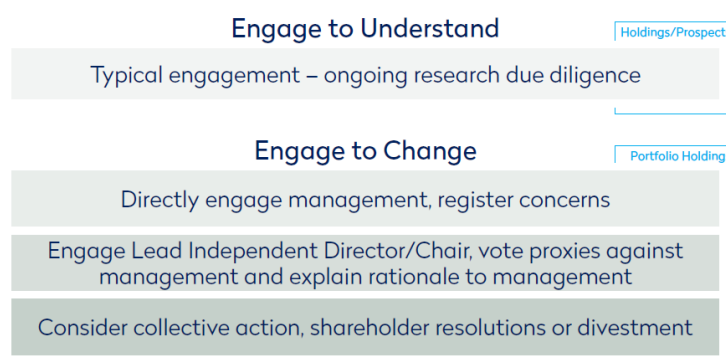 Engage to Understand
Holdings/Prospect
Typical engagement – ongoing research due diligence
Engage to Change
Portfolio Holding
Directly engage management, register concerns
Engage Lead Independent Director/Chair, vote proxies against
management and explain rationale to management
Consider collective action, shareholder resolutions or divestment